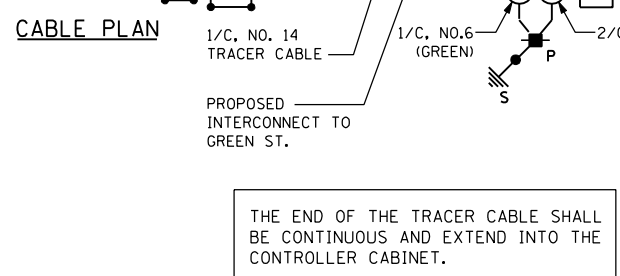 CABLE PLAN
1/C, NO. 14
TRACER CABLE
1/C, NO.6
(GREEN)
P
S
PROPOSED
INTERCONNECT TO
GREEN ST.
THE END OF THE TRACER CABLE SHALL
BE CONTINUOUS AND EXTEND INTO THE
CONTROLLER CABINET.